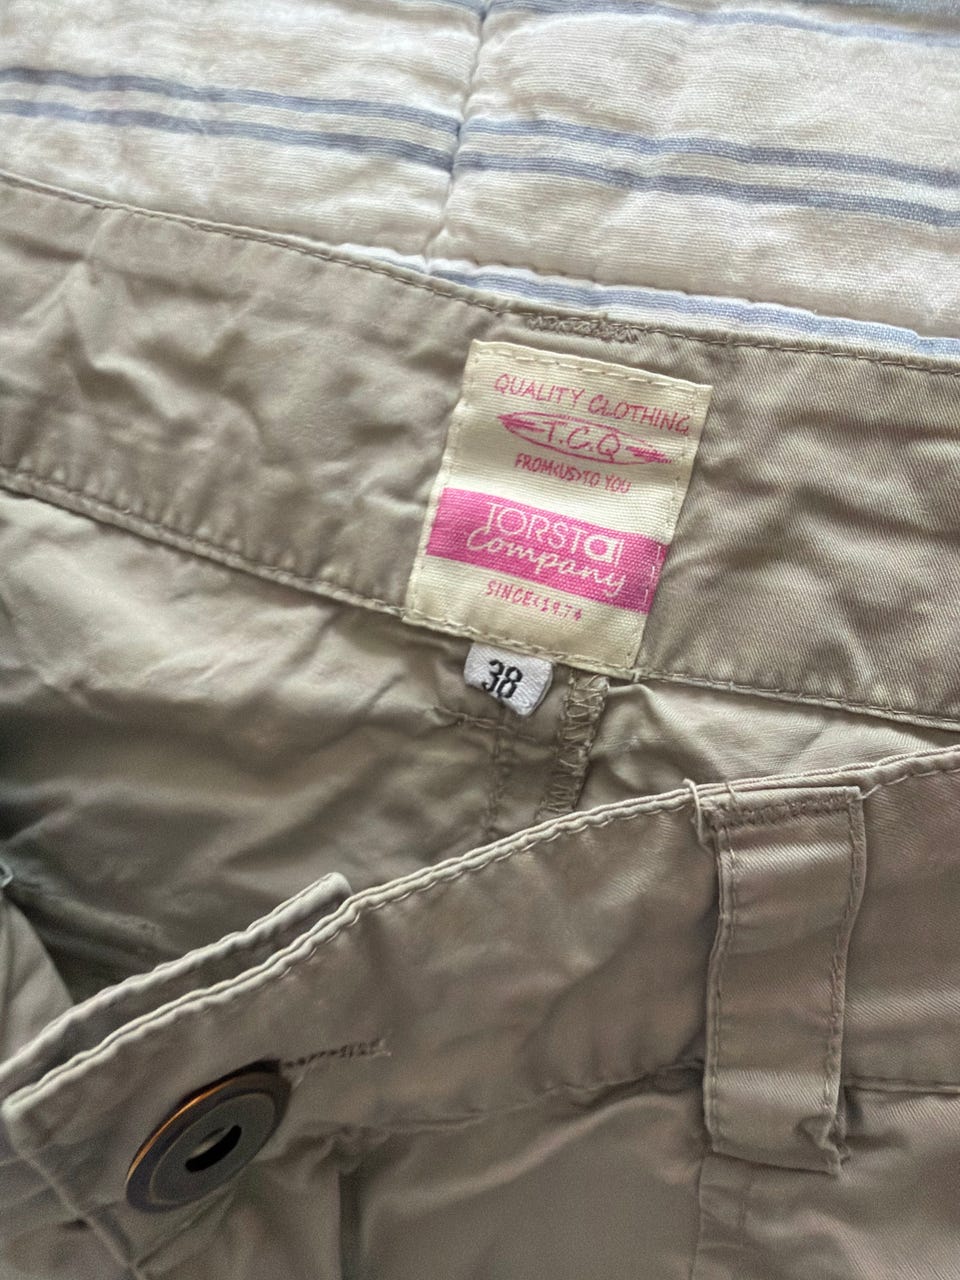 QUALITY CLOTHING
T.C.Q
FROM<US>TO YOU
TORSTaI
Company
SINCE<1974
38